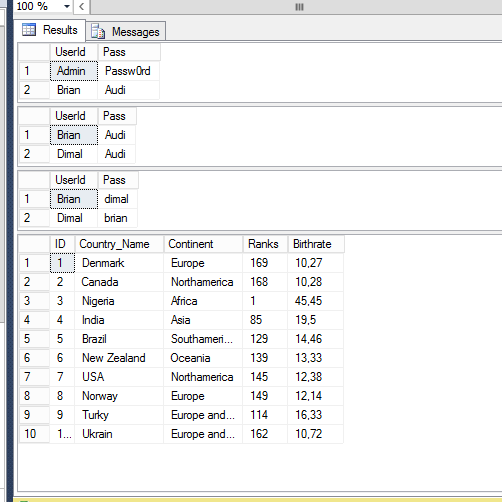 100 %
Results Messages
UserId Pass
1 Admin Passw0rd
2 Brian Audi
UserId Pass
1 Brian Audi
2 Dimal Audi
UserId Pass
1 Brian dimal
2 Dimal brian
ID Country_Name Continent Ranks Birthrate
1 1 Denmark Europe 169 10,27
2 2 Canada Northamerica 168 10,28
3 3 Nigeria Africa 1 45,45
4 4 India Asia 85 19,5
5 5 Brazil Southameri... 129 14,46
6 6 New Zealand Oceania 139 13,33
7 7 USA Northamerica 145 12,38
8 8 Norway Europe 149 12,14
9 9 Turky Europe and... 114 16,33
10 1... Ukrain Europe and... 162 10,72